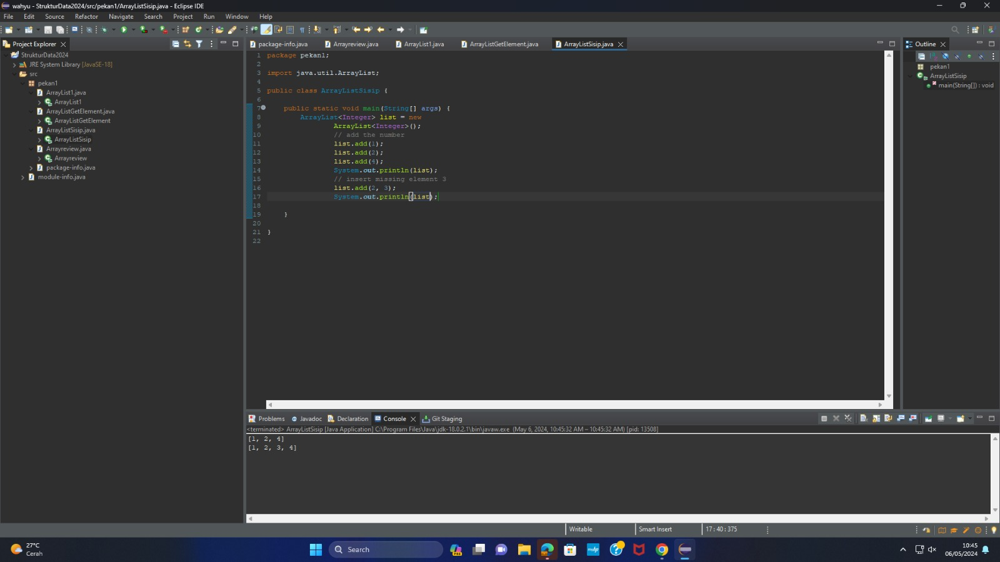 wahyu - StrukturData2024/src/pekan1/ArrayListSisip.java - Eclipse IDE
File Edit Source Refactor Navigate Search Project Run Window Help
Project Explorer
StrukturData2024
JRE System Library [JavaSE-18]
src
pekan1
ArrayList1.java
ArrayList1
ArrayListGetElement.java
ArrayListGetElement
ArrayListSisip.java
ArrayListSisip
Arrayreview.java
Arrayreview
package-info.java
module-info.java
package-info.java Arrayreview.java ArrayList1.java ArrayListGetElement.java ArrayListSisip.java
1 package pekan1;
2
3 import java.util.ArrayList;
4
5 public class ArrayListSisip {
6
7 public static void main(String[] args) {
8 ArrayList<Integer> list = new
9 ArrayList<Integer>();
10 // add the number
11 list.add(1);
12 list.add(2);
13 list.add(4);
14 System.out.println(list);
15 // insert missing element 3
16 list.add(2, 3);
17 System.out.println(list);
18
19 }
20
21 }
22
Outline
pekan1
ArrayListSisip
main(String[]) : void
Problems Javadoc Declaration Console Git Staging
<terminated> ArrayListSisip [Java Application] C:\Program Files\Java\jdk-18.0.2.1\bin\javaw.exe (May 6, 2024, 10:45:32 AM – 10:45:32 AM) [pid: 13508]
[1, 2, 4]
[1, 2, 3, 4]
Writable Smart Insert 17 : 40 : 375
27°C
Cerah
Search
PRE
10:45
06/05/2024